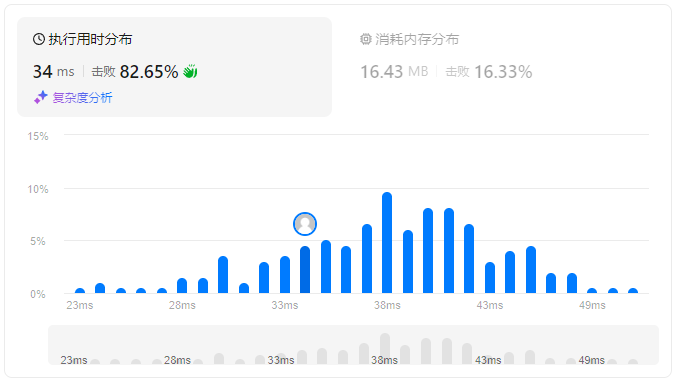 执行用时分布
34 ms | 击败 82.65%
复杂度分析
消耗内存分布
16.43 MB | 击败 16.33%
15%
10%
5%
0%
23ms 28ms 33ms 38ms 43ms 49ms
23ms 28ms 33ms 38ms 43ms 49ms